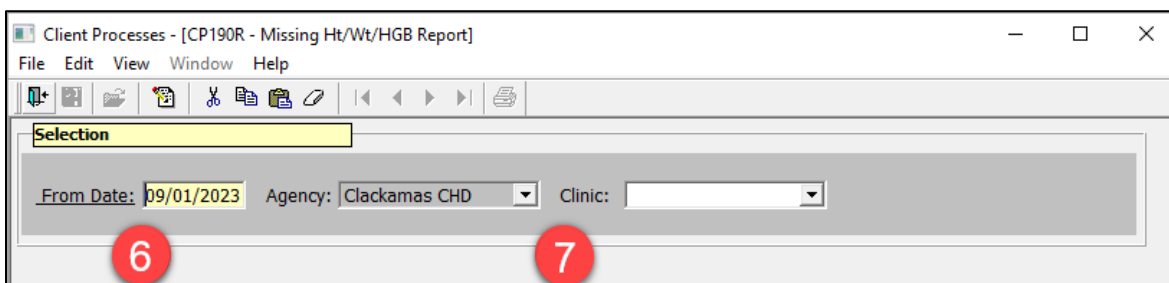 Client Processes - [CP190R - Missing Ht/Wt/HGB Report]
File Edit View Window Help
Selection
From Date: 09/01/2023 Agency: Clackamas CHD Clinic:
6 7